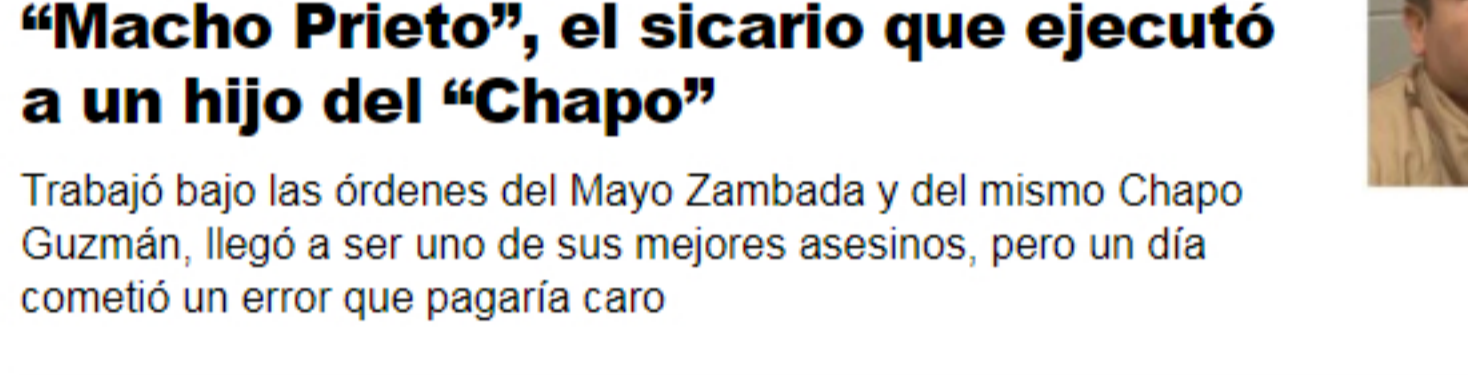 “Macho Prieto”, el sicario que ejecutó
a un hijo del “Chapo”
Trabajó bajo las órdenes del Mayo Zambada y del mismo Chapo
Guzmán, llegó a ser uno de sus mejores asesinos, pero un día
cometió un error que pagaría caro